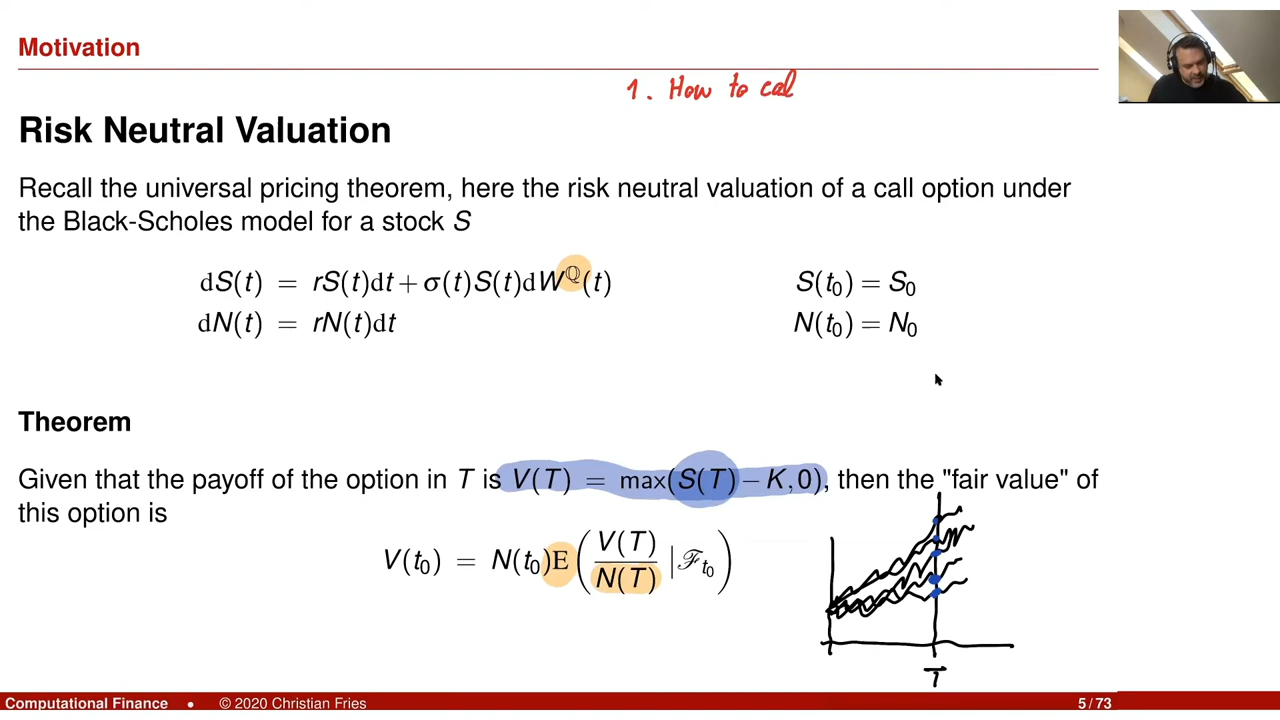 Motivation
1. How to cal
Risk Neutral Valuation
Recall the universal pricing theorem, here the risk neutral valuation of a call option under
the Black-Scholes model for a stock S
dS(t) = rS(t)dt + σ(t)S(t)dW^ℚ(t) S(t₀) = S₀
dN(t) = rN(t)dt N(t₀) = N₀
Theorem
Given that the payoff of the option in T is V(T) = max(S(T) − K, 0), then the "fair value" of
this option is
V(t₀) = N(t₀)E( V(T) / N(T) | ℱ_t₀ )
T
Computational Finance • © 2020 Christian Fries 5 / 73